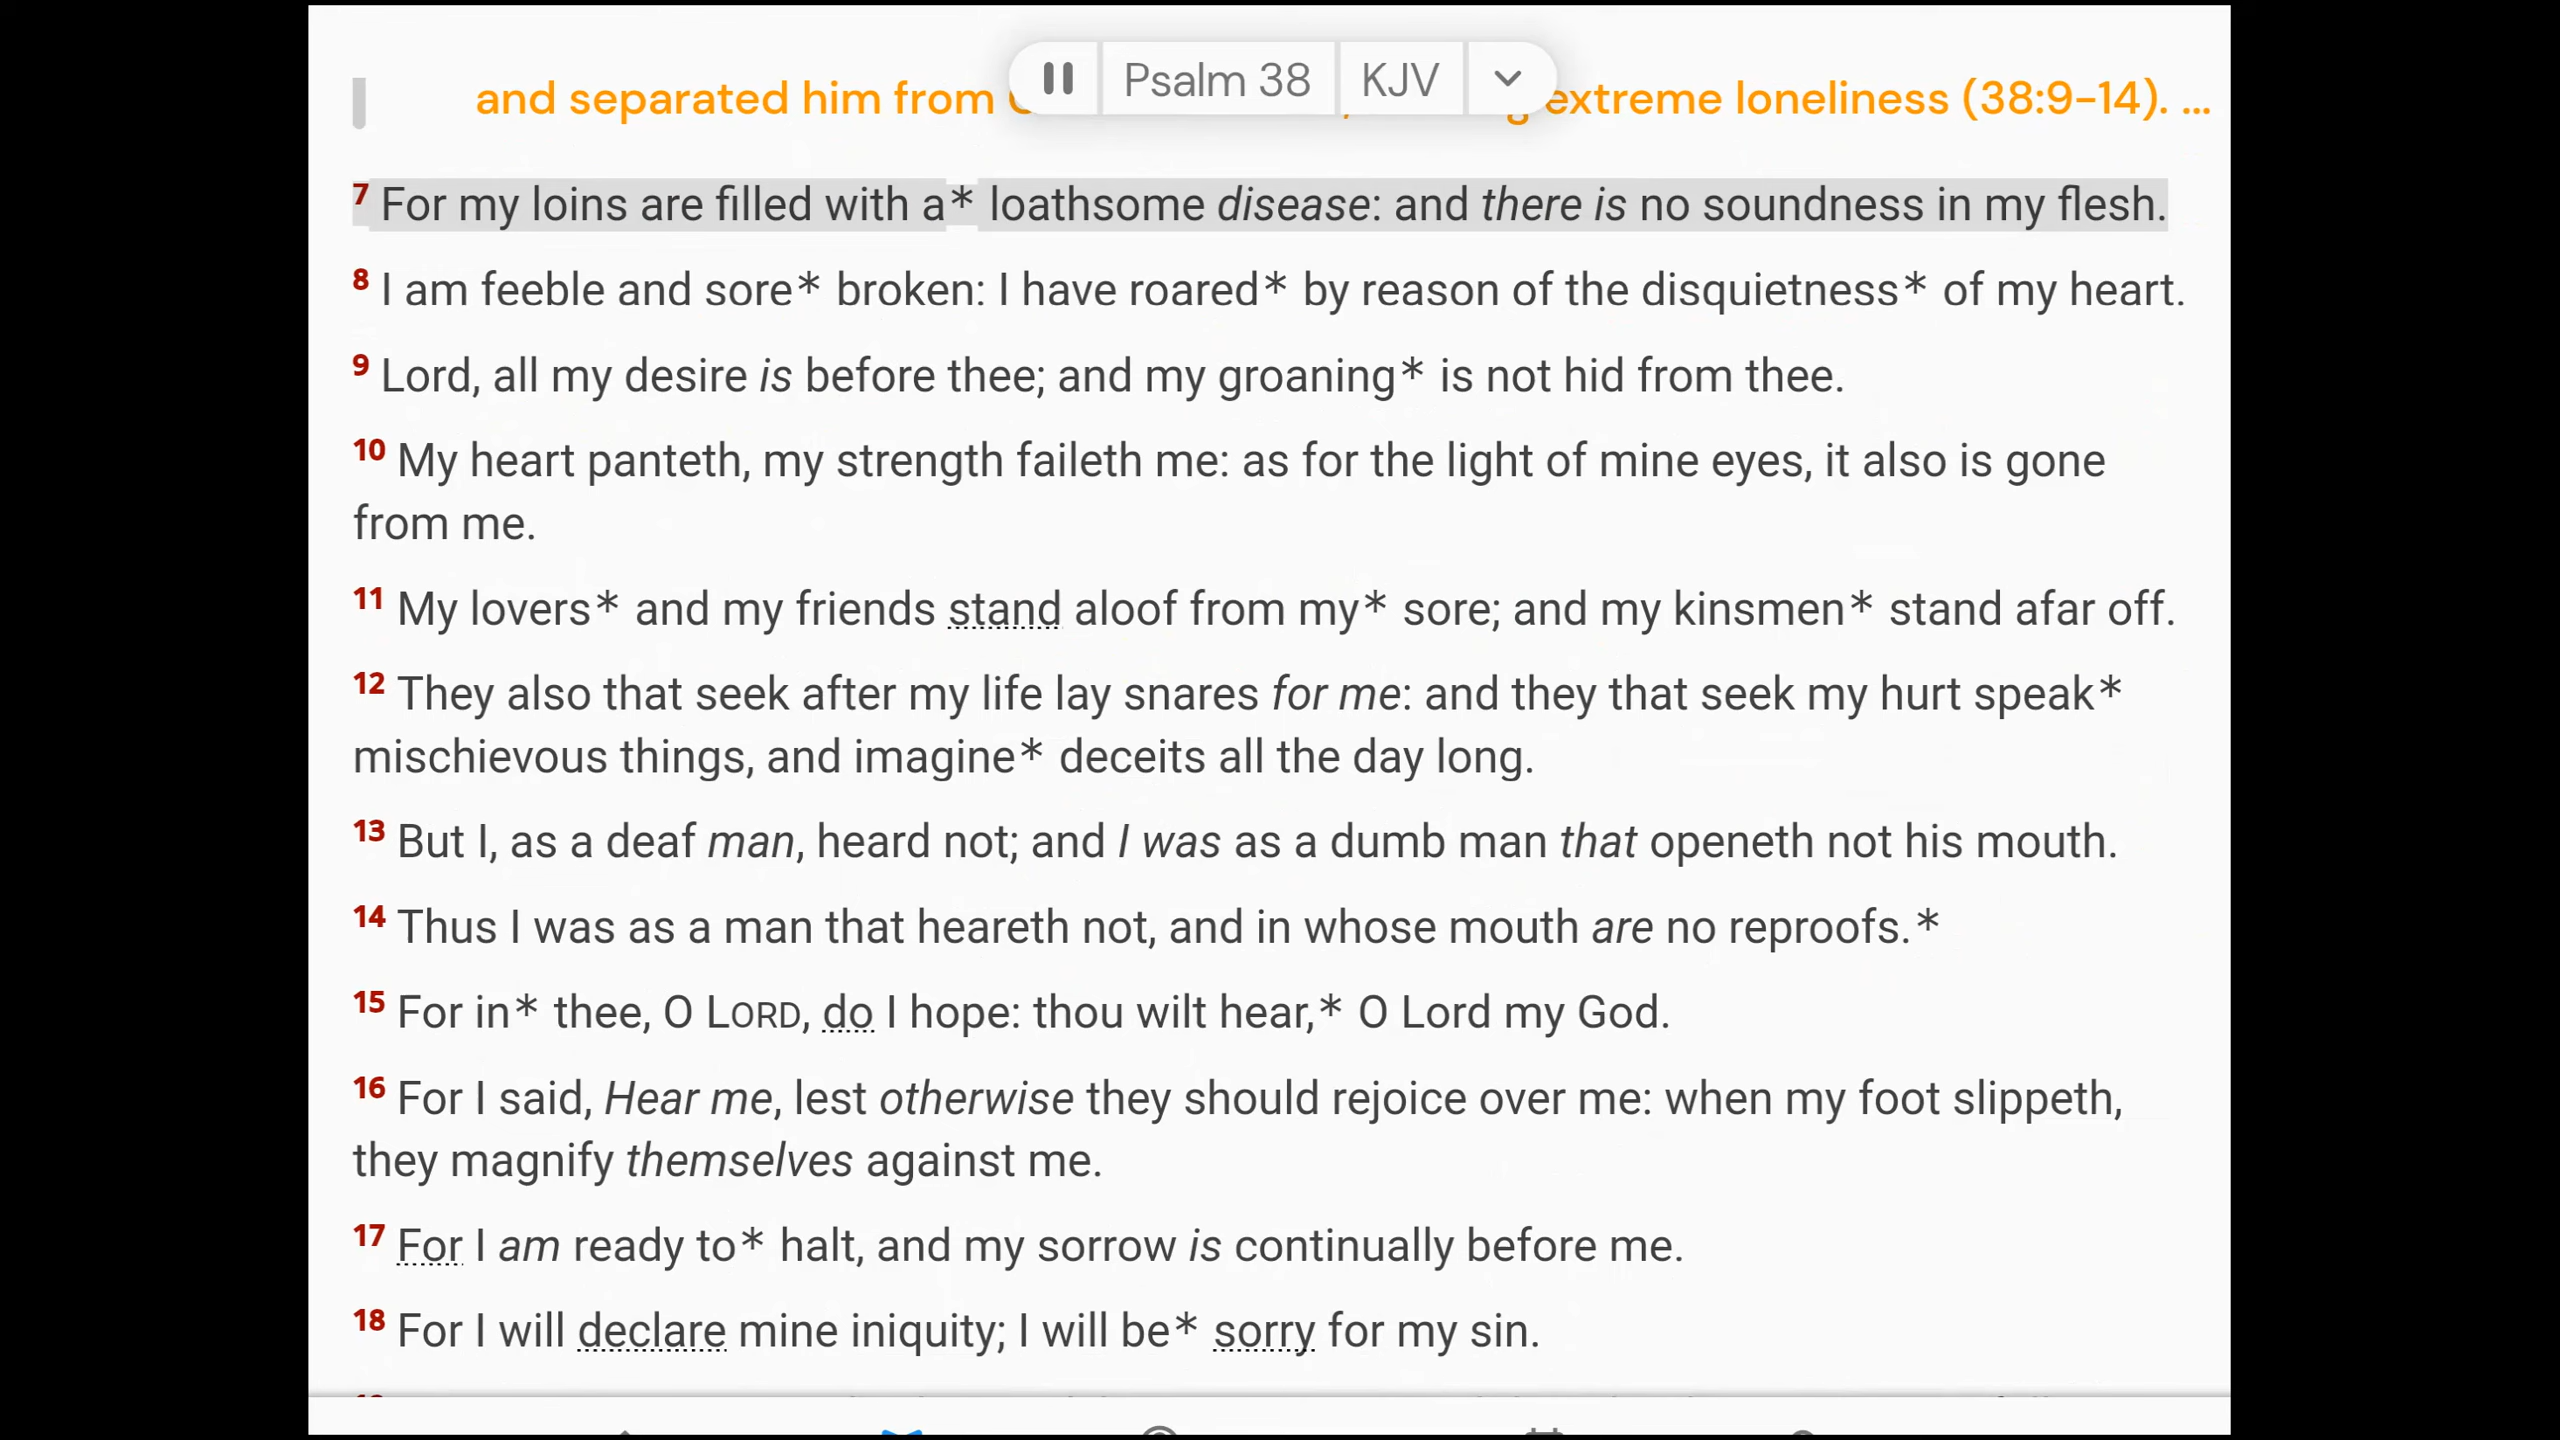 and separated him from extreme loneliness (38:9–14). ...
Psalm 38 KJV
7 For my loins are filled with a* loathsome disease: and there is no soundness in my flesh.
8 I am feeble and sore* broken: I have roared* by reason of the disquietness* of my heart.
9 Lord, all my desire is before thee; and my groaning* is not hid from thee.
10 My heart panteth, my strength faileth me: as for the light of mine eyes, it also is gone
from me.
11 My lovers* and my friends stand aloof from my* sore; and my kinsmen* stand afar off.
12 They also that seek after my life lay snares for me: and they that seek my hurt speak*
mischievous things, and imagine* deceits all the day long.
13 But I, as a deaf man, heard not; and I was as a dumb man that openeth not his mouth.
14 Thus I was as a man that heareth not, and in whose mouth are no reproofs.*
15 For in* thee, O LORD, do I hope: thou wilt hear,* O Lord my God.
16 For I said, Hear me, lest otherwise they should rejoice over me: when my foot slippeth,
they magnify themselves against me.
17 For I am ready to* halt, and my sorrow is continually before me.
18 For I will declare mine iniquity; I will be* sorry for my sin.